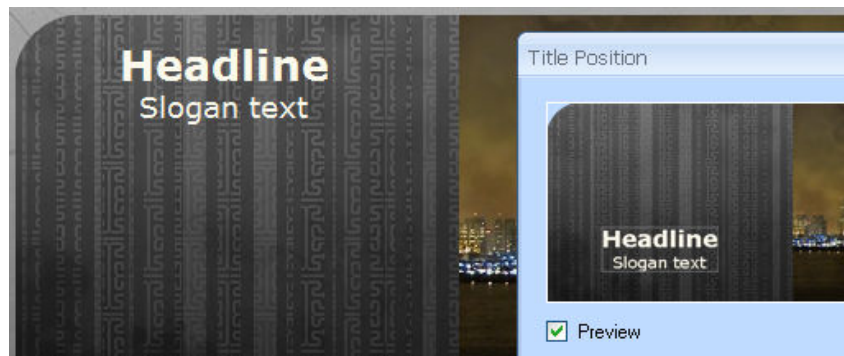 Headline
Slogan text
Title Position
Headline
Slogan text
Preview